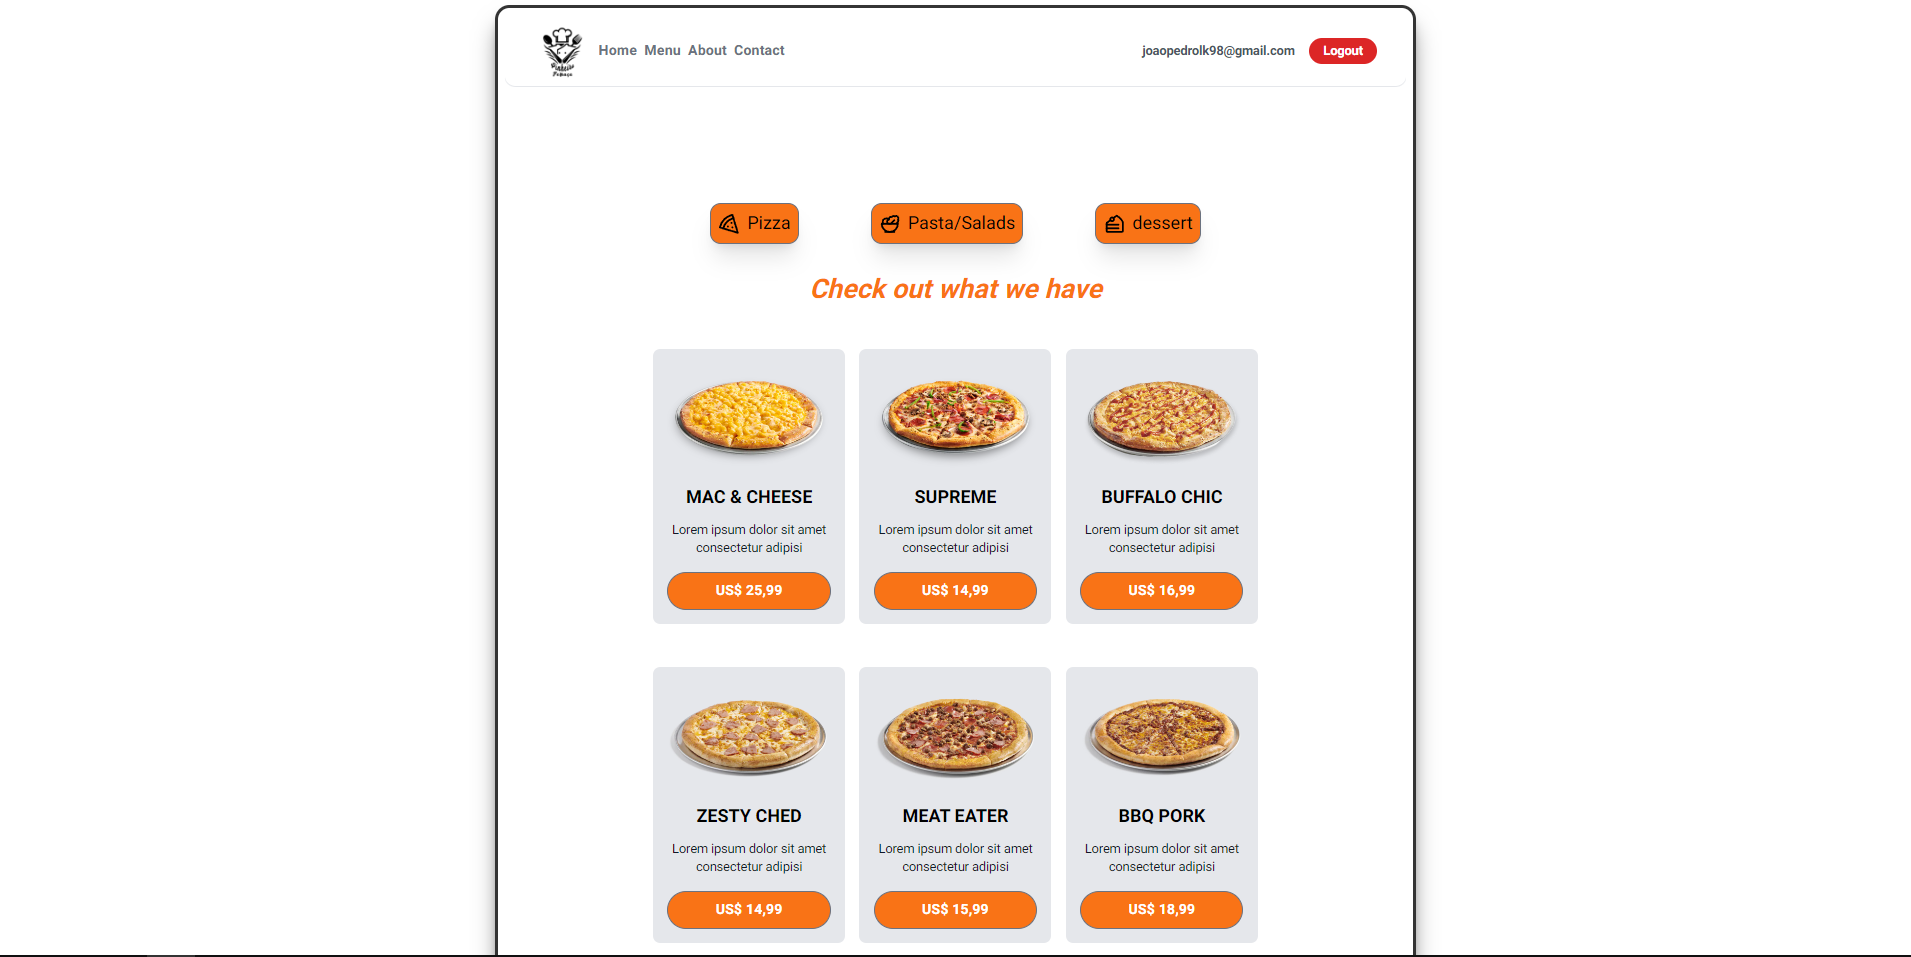 Home Menu About Contact
joaopedrolk98@gmail.com Logout
Pizza
Pasta/Salads
dessert
Check out what we have
MAC & CHEESE
Lorem ipsum dolor sit amet
consectetur adipisi
US$ 25,99
SUPREME
Lorem ipsum dolor sit amet
consectetur adipisi
US$ 14,99
BUFFALO CHIC
Lorem ipsum dolor sit amet
consectetur adipisi
US$ 16,99
ZESTY CHED
Lorem ipsum dolor sit amet
consectetur adipisi
US$ 14,99
MEAT EATER
Lorem ipsum dolor sit amet
consectetur adipisi
US$ 15,99
BBQ PORK
Lorem ipsum dolor sit amet
consectetur adipisi
US$ 18,99